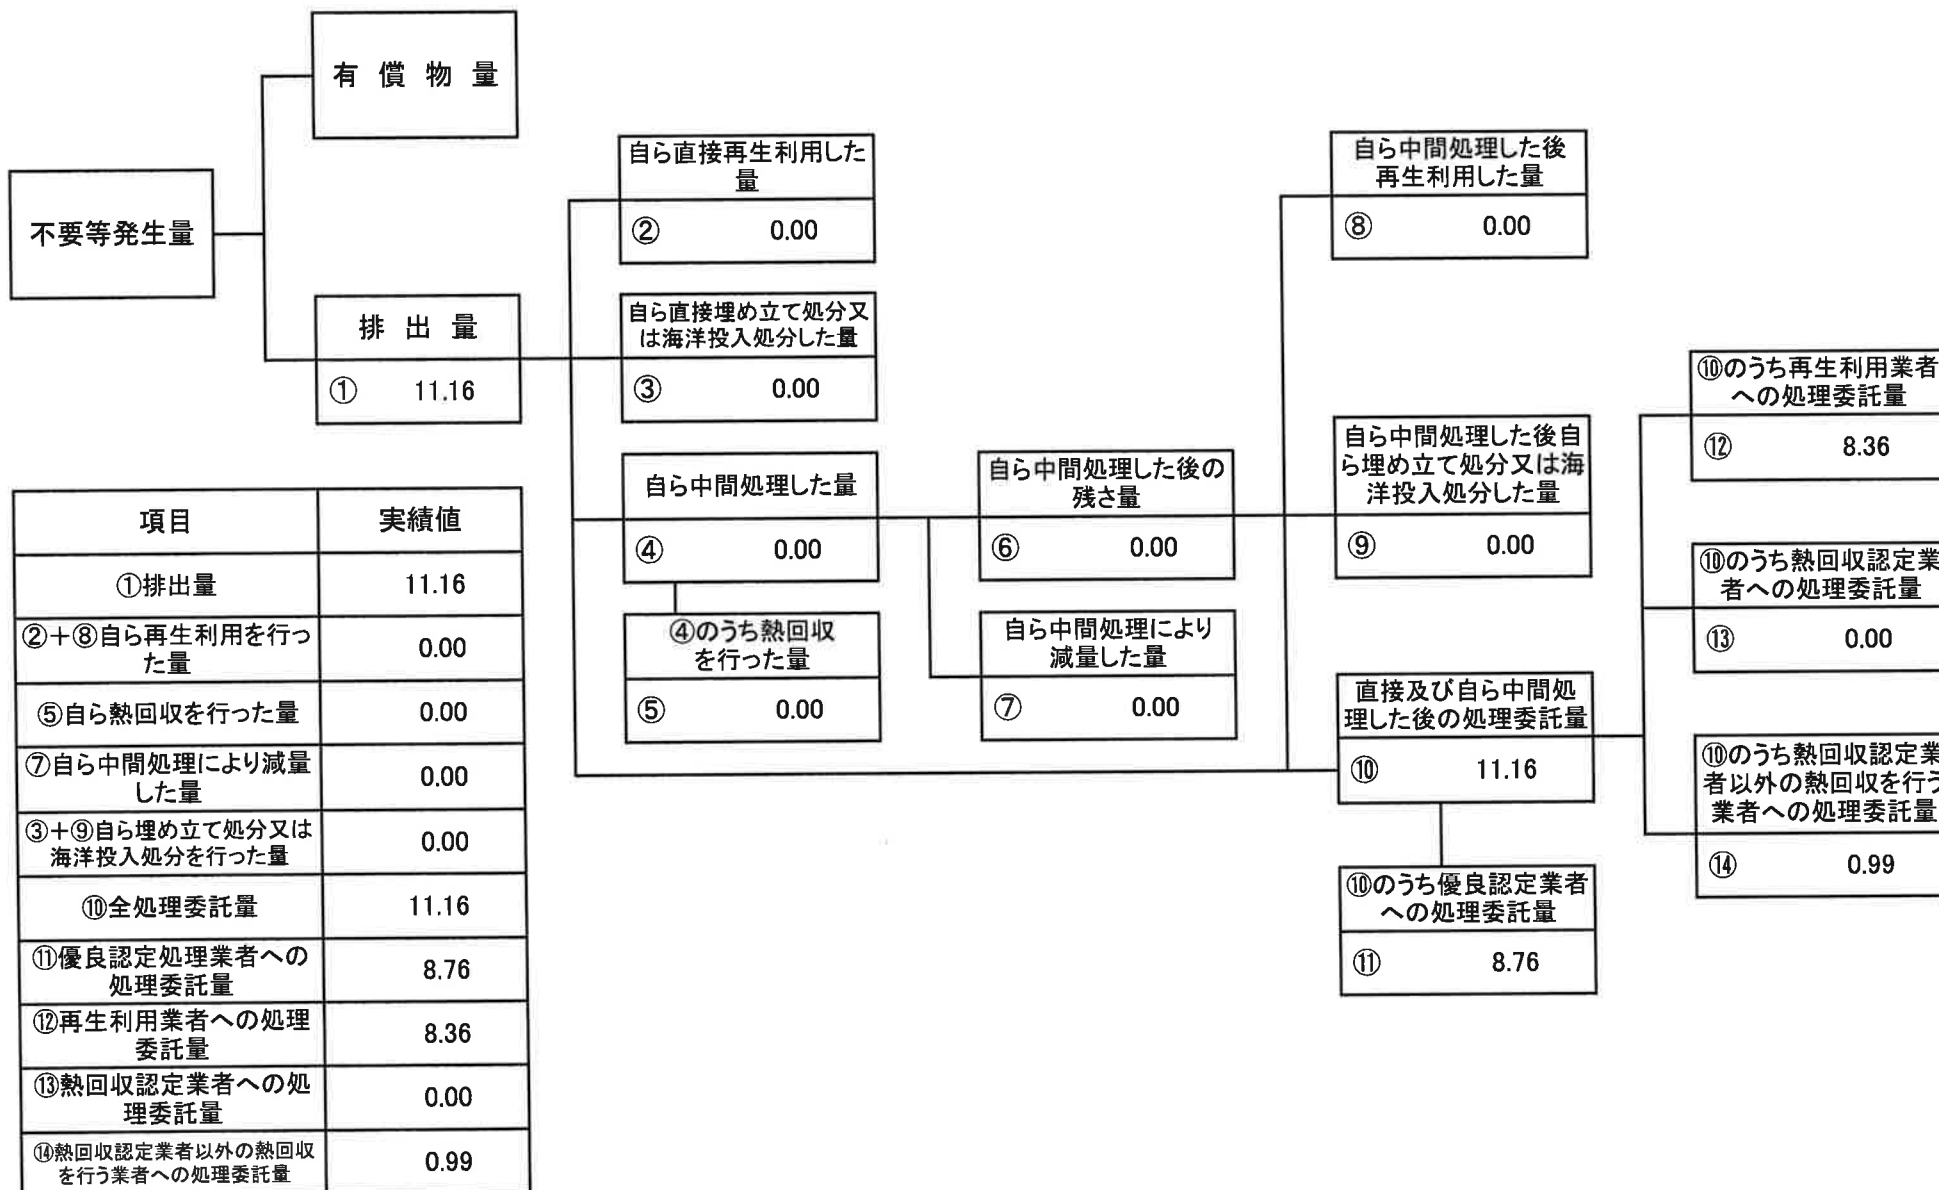 有償物量
不要等発生量
排出量
① 11.16
自ら直接再生利用した
量
② 0.00
自ら直接埋め立て処分又
は海洋投入処分した量
③ 0.00
自ら中間処理した量
④ 0.00
④のうち熱回収
を行った量
⑤ 0.00
自ら中間処理した後の
残さ量
⑥ 0.00
自ら中間処理により
減量した量
⑦ 0.00
自ら中間処理した後
再生利用した量
⑧ 0.00
自ら中間処理した後自
ら埋め立て処分又は海
洋投入処分した量
⑨ 0.00
直接及び自ら中間処
理した後の処理委託量
⑩ 11.16
⑩のうち優良認定業者
への処理委託量
⑪ 8.76
⑩のうち再生利用業者
への処理委託量
⑫ 8.36
⑩のうち熱回収認定業
者への処理委託量
⑬ 0.00
⑩のうち熱回収認定業
者以外の熱回収を行う
業者への処理委託量
⑭ 0.99
項目 実績値
①排出量 11.16
②+⑧自ら再生利用を行っ
た量 0.00
⑤自ら熱回収を行った量 0.00
⑦自ら中間処理により減量
した量 0.00
③+⑨自ら埋め立て処分又は
海洋投入処分を行った量 0.00
⑩全処理委託量 11.16
⑪優良認定処理業者への
処理委託量 8.76
⑫再生利用業者への処理
委託量 8.36
⑬熱回収認定業者への処
理委託量 0.00
⑭熱回収認定業者以外の熱回収
を行う業者への処理委託量 0.99